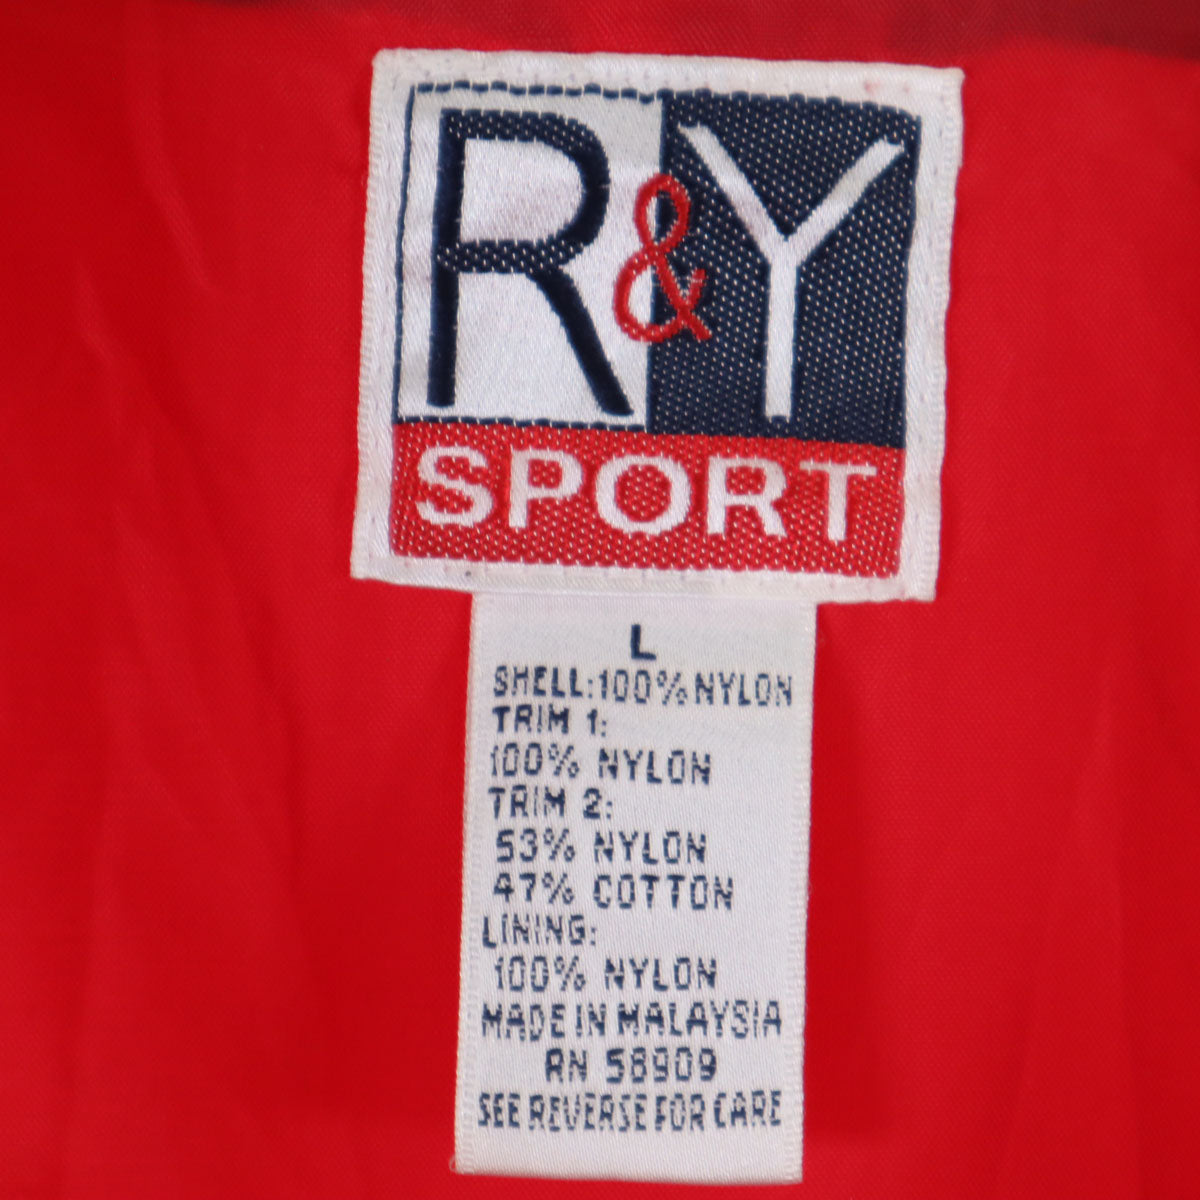 R&Y
SPORT
L
SHELL:100% NYLON
TRIM 1:
100% NYLON
TRIM 2:
53% NYLON
47% COTTON
LINING:
100% NYLON
MADE IN MALAYSIA
RN 58909
SEE REVERSE FOR CARE